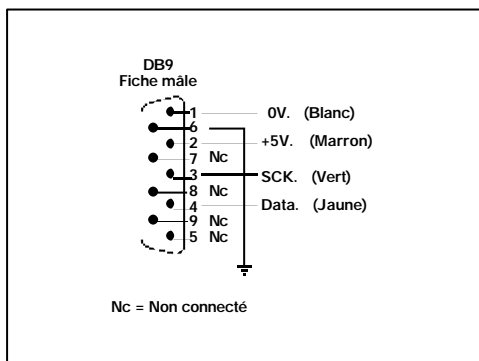 DB9
Fiche mâle
1 0V. (Blanc)
6
2 +5V. (Marron)
7 Nc
3 SCK. (Vert)
8 Nc
4 Data. (Jaune)
9 Nc
5 Nc
Nc = Non connecté